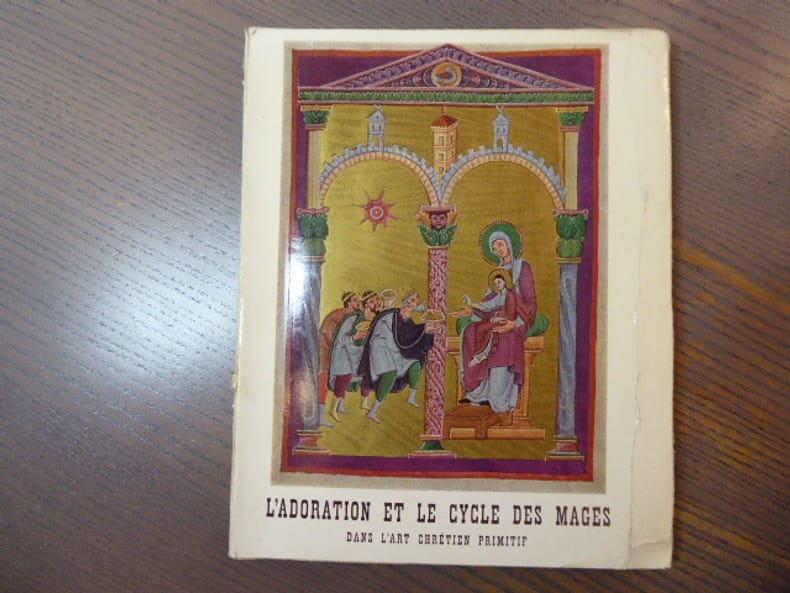 L'ADORATION ET LE CYCLE DES MAGES
DANS L'ART CHRÉTIEN PRIMITIF